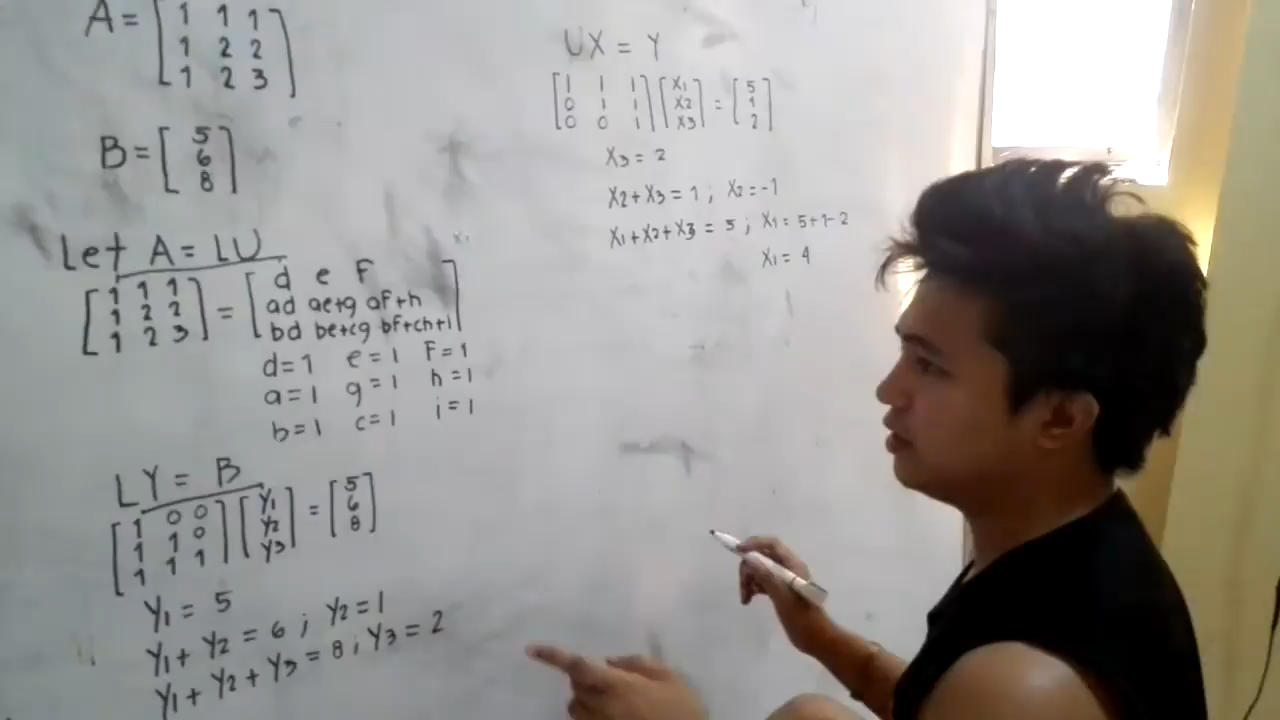 A = [1 1 1
1 2 2
1 2 3]
B = [5
6
8]
Let A = LU
[1 1 1
1 2 2
1 2 3] = [d e F
ad ae+g aF+h
bd be+cg bF+ch+i]
d=1 e=1 F=1
a=1 g=1 h=1
b=1 c=1 i=1
LY = B
[1 0 0
1 1 0
1 1 1] [Y1
Y2
Y3] = [5
6
8]
Y1 = 5
Y1 + Y2 = 6 ; Y2 = 1
Y1 + Y2 + Y3 = 8 ; Y3 = 2
UX = Y
[1 1 1
0 1 1
0 0 1] [X1
X2
X3] = [5
1
2]
X3 = 2
X2 + X3 = 1 ; X2 = -1
X1 + X2 + X3 = 5 ; X1 = 5+1-2
X1 = 4